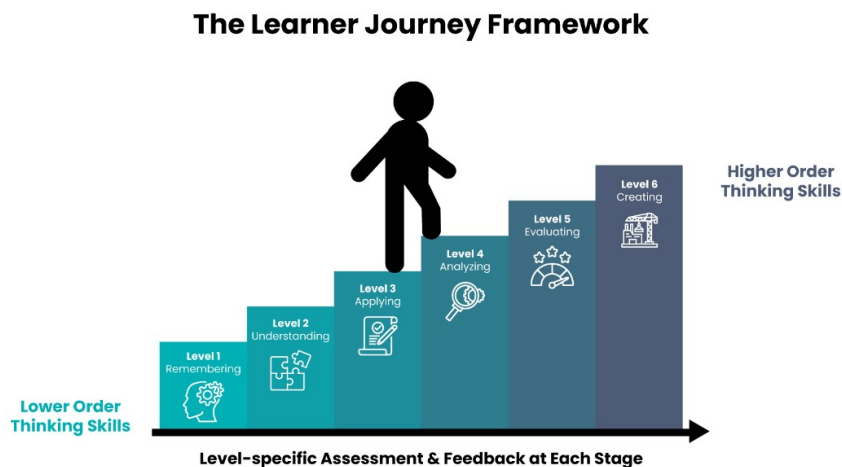 The Learner Journey Framework
Higher Order
Thinking Skills
Level 6
Creating
Level 5
Evaluating
Level 4
Analyzing
Level 3
Applying
Level 2
Understanding
Level 1
Remembering
Lower Order
Thinking Skills
Level-specific Assessment & Feedback at Each Stage